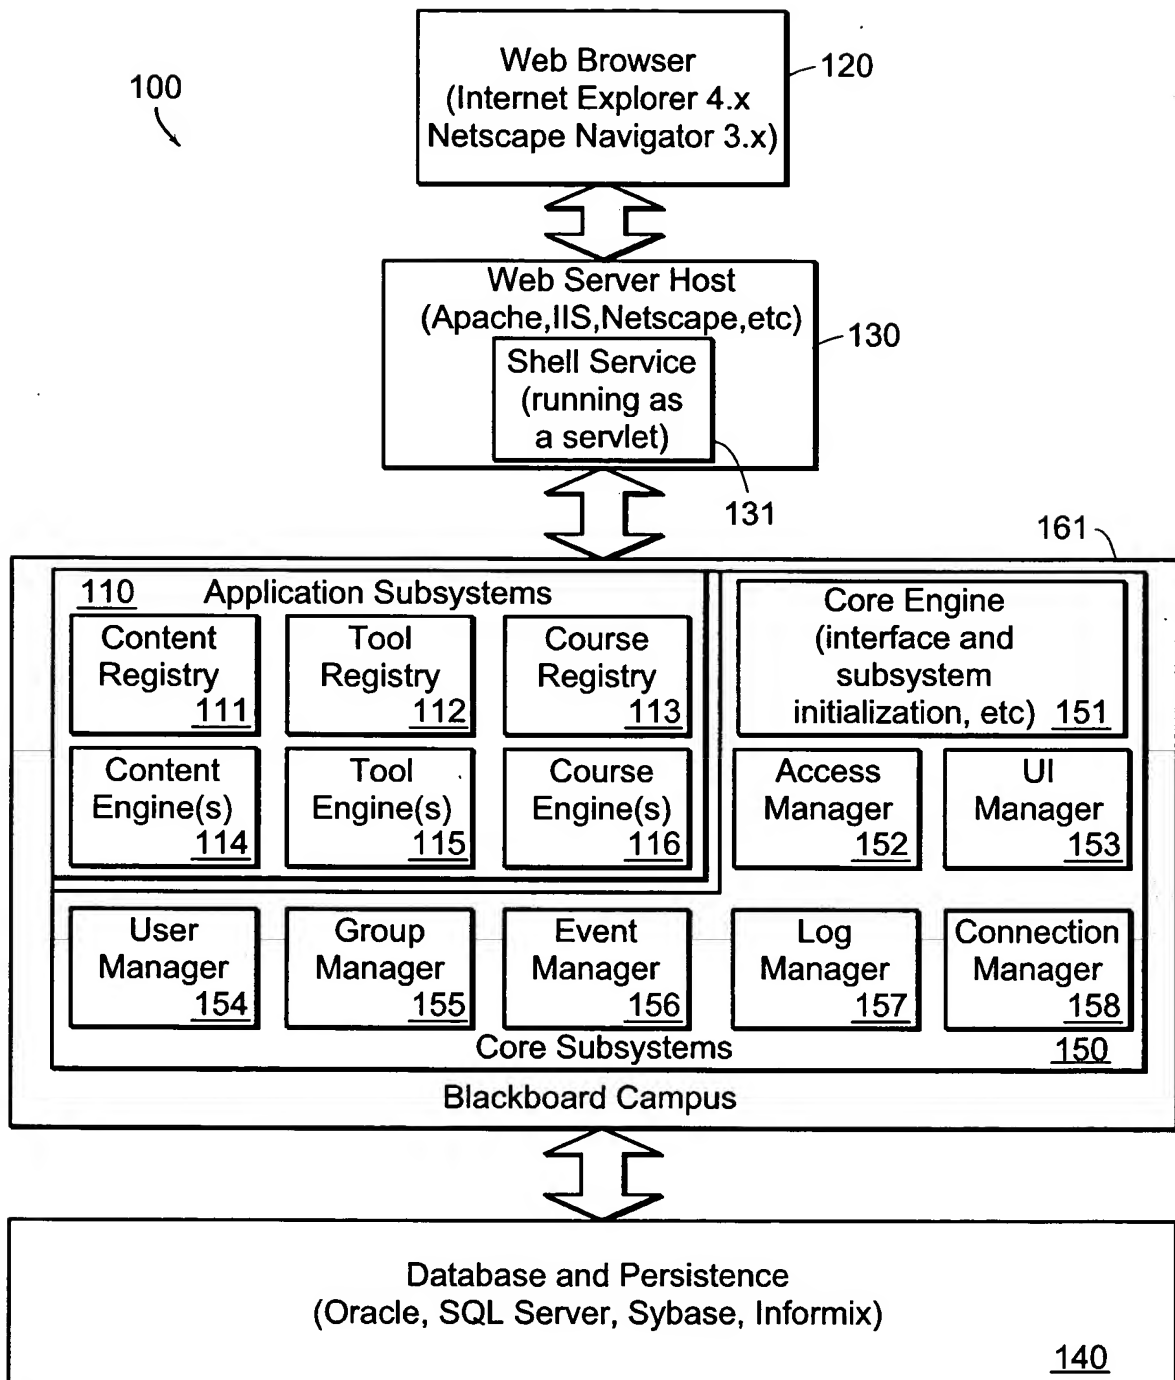 Web Browser
(Internet Explorer 4.x
Netscape Navigator 3.x)
120
100
Web Server Host
(Apache,IIS,Netscape,etc)
130
Shell Service
(running as
a servlet)
131
161
110
Application Subsystems
Content
Registry
111
Tool
Registry
112
Course
Registry
113
Core Engine
(interface and
subsystem
initialization, etc)
151
Content
Engine(s)
114
Tool
Engine(s)
115
Course
Engine(s)
116
Access
Manager
152
UI
Manager
153
User
Manager
154
Group
Manager
155
Event
Manager
156
Log
Manager
157
Connection
Manager
158
Core Subsystems
150
Blackboard Campus
Database and Persistence
(Oracle, SQL Server, Sybase, Informix)
140